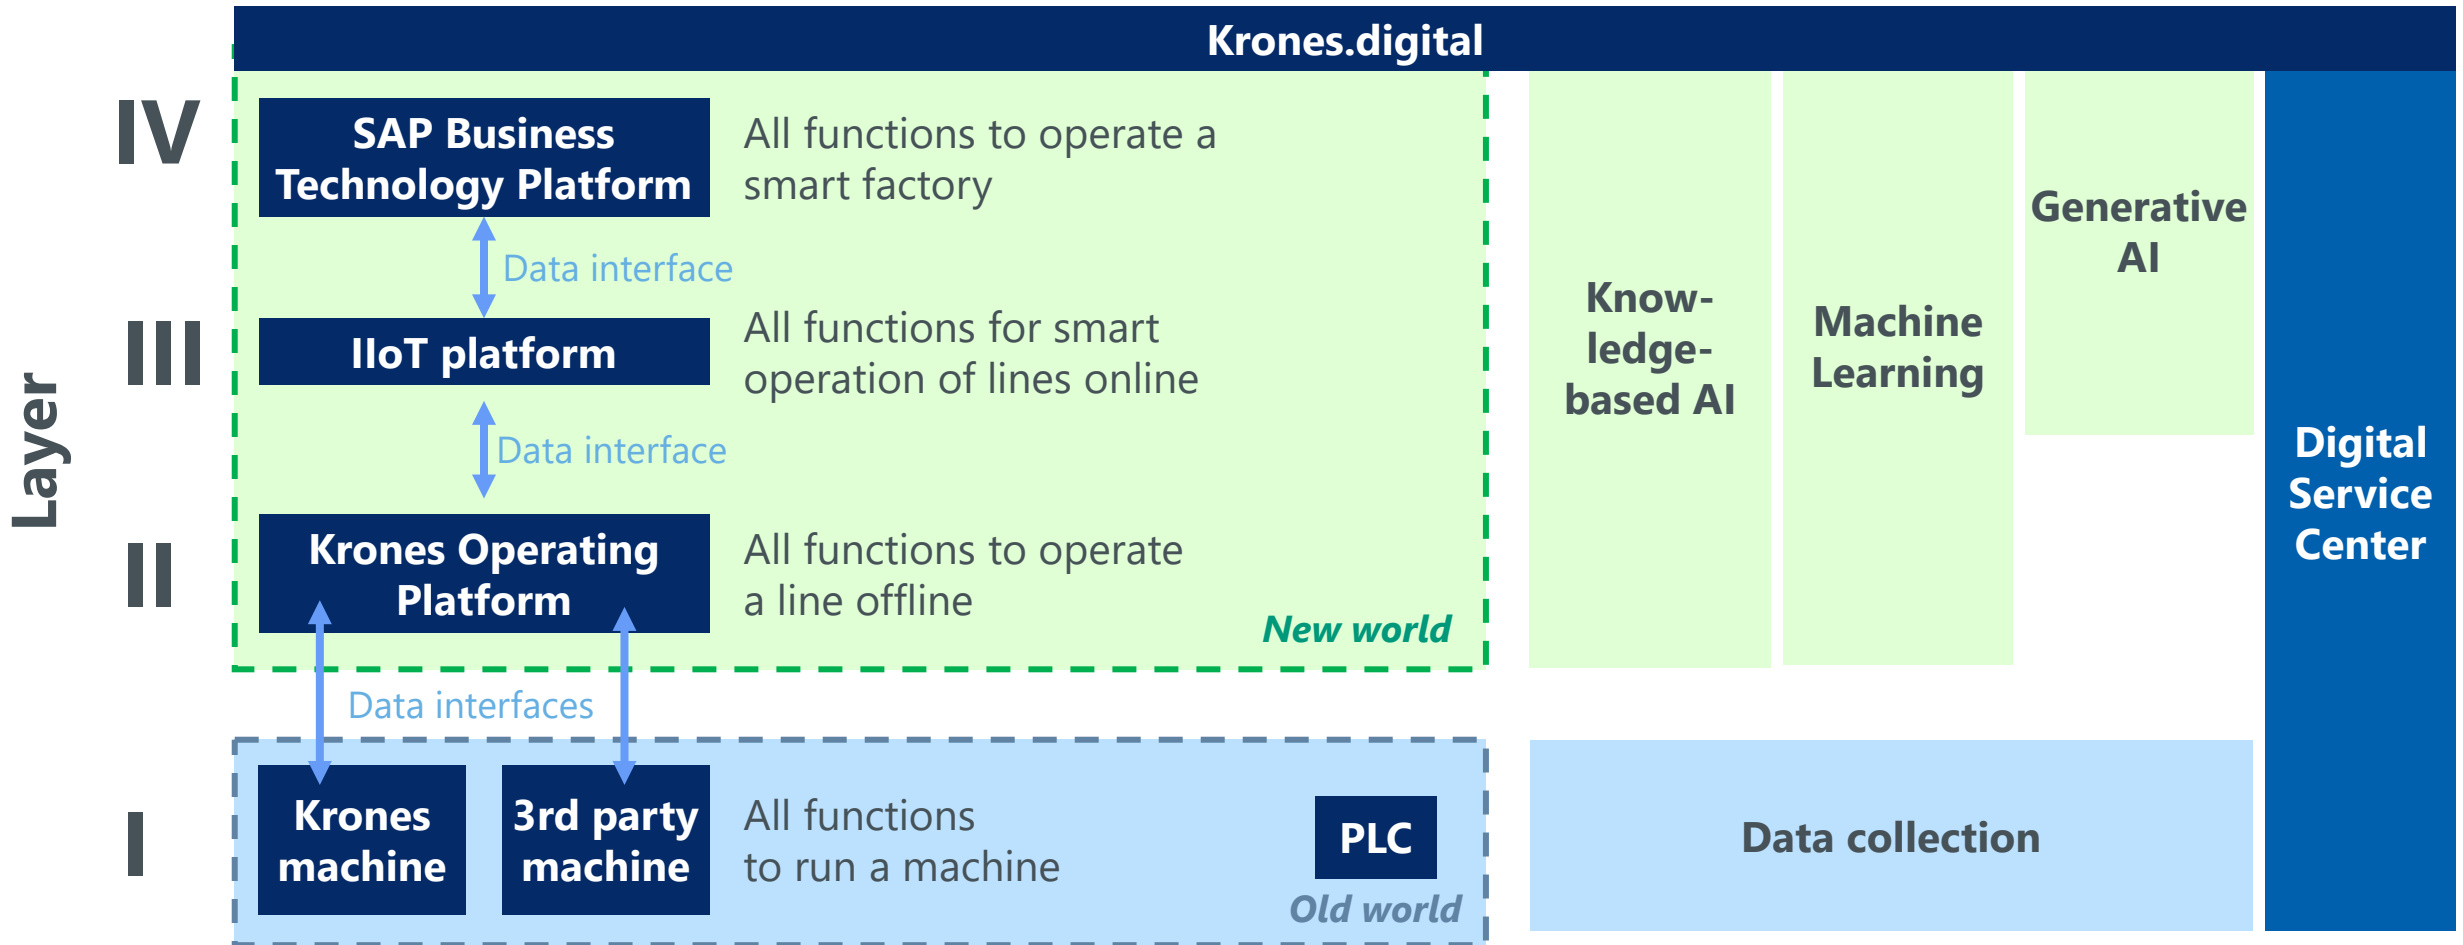 Krones.digital
Layer
IV
SAP Business
Technology Platform
All functions to operate a
smart factory
Data interface
III
IIoT platform
All functions for smart
operation of lines online
Data interface
II
Krones Operating
Platform
All functions to operate
a line offline
New world
Data interfaces
I
Krones
machine
3rd party
machine
All functions
to run a machine
PLC
Old world
Know-
ledge-
based AI
Machine
Learning
Generative
AI
Data collection
Digital
Service
Center